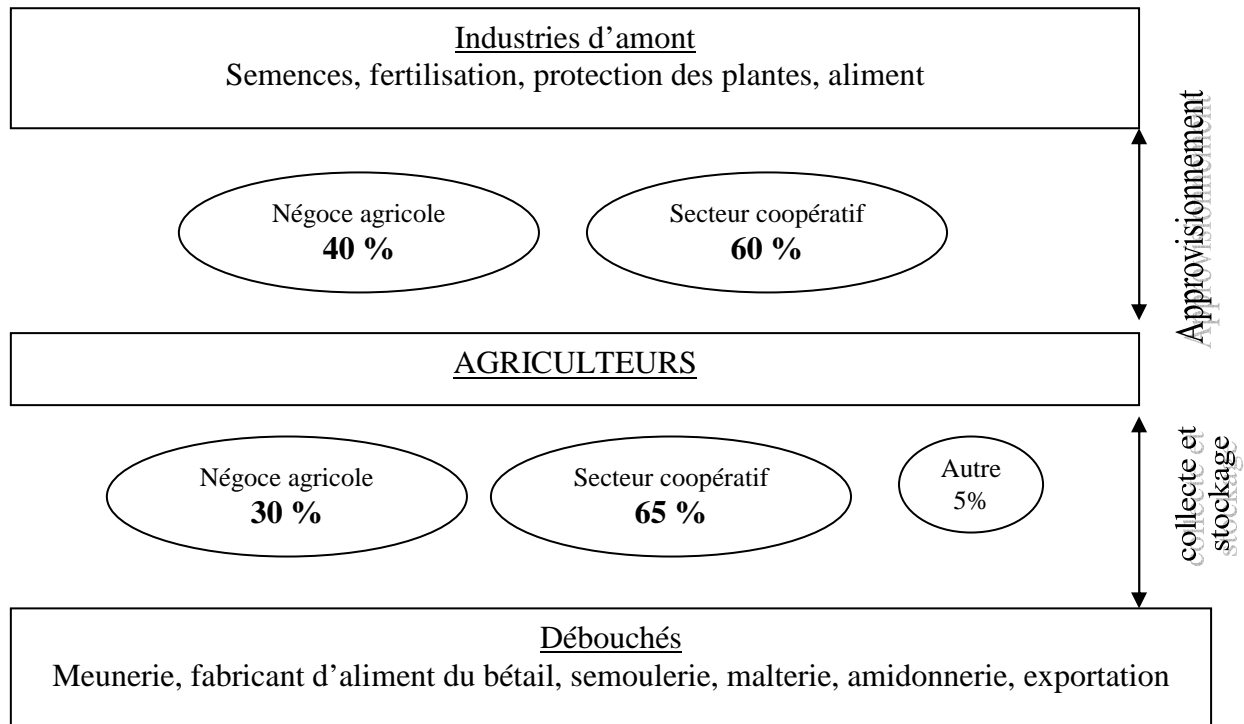 Industries d’amont
Semences, fertilisation, protection des plantes, aliment
Approvisionnement
Négoce agricole
40 %
Secteur coopératif
60 %
AGRICULTEURS
Négoce agricole
30 %
Secteur coopératif
65 %
Autre
5%
collecte et
stockage
Débouchés
Meunerie, fabricant d’aliment du bétail, semoulerie, malterie, amidonnerie, exportation